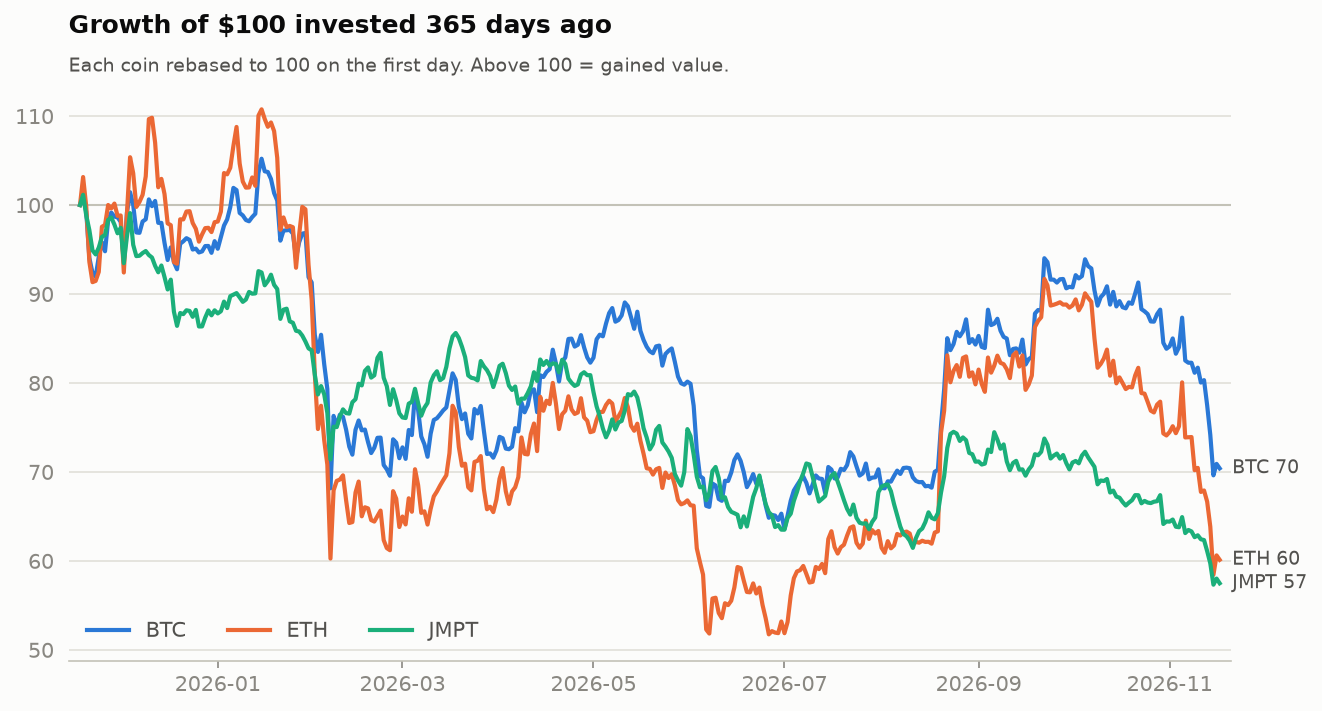 Growth of $100 invested 365 days ago
Each coin rebased to 100 on the first day. Above 100 = gained value.
110
100
90
80
70
60
50
BTC 70
ETH 60
JMPT 57
BTC ETH JMPT
2026-01 2026-03 2026-05 2026-07 2026-09 2026-11